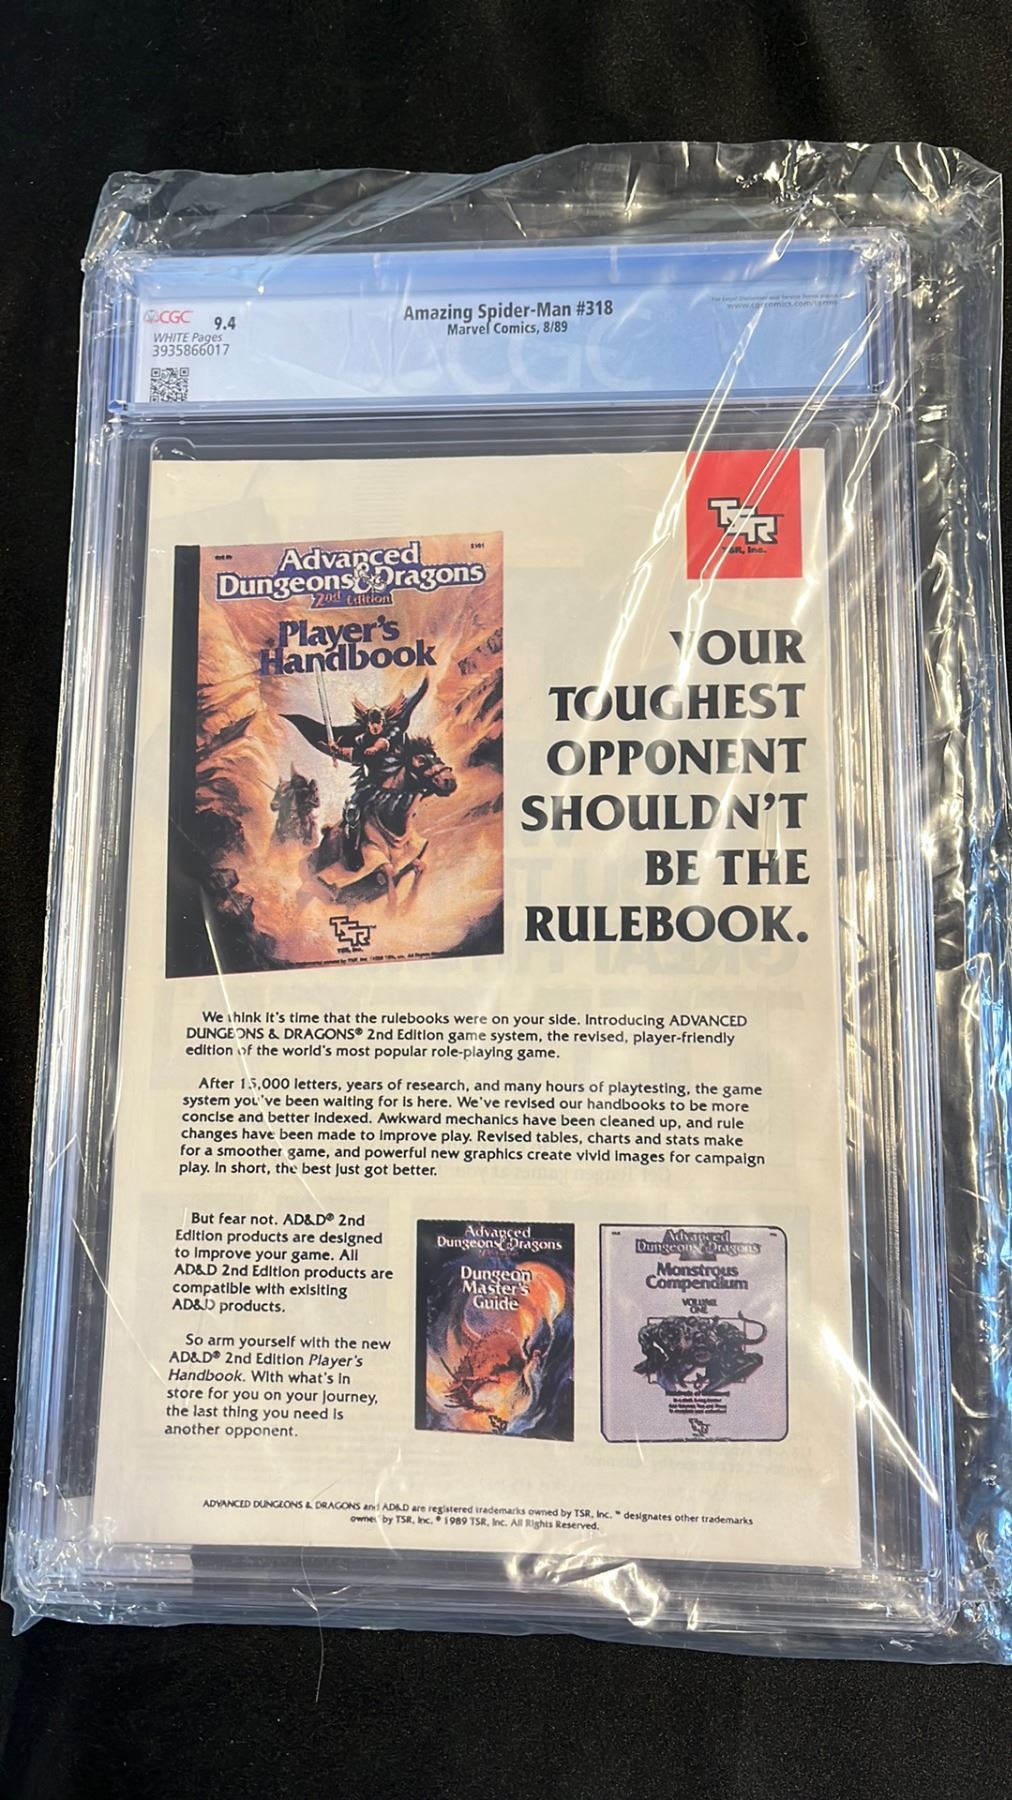 CGC 9.4
WHITE Pages
3935866017
Amazing Spider-Man #318
Marvel Comics, 8/89
www.cgccomics.com/terms
TSR
TSR, Inc.
2101
Advanced
Dungeons & Dragons
2nd Edition
Player's
Handbook
TSR
YOUR
TOUGHEST
OPPONENT
SHOULDN'T
BE THE
RULEBOOK.
We think it's time that the rulebooks were on your side. Introducing ADVANCED
DUNGEONS & DRAGONS® 2nd Edition game system, the revised, player-friendly
edition of the world's most popular role-playing game.
After 15,000 letters, years of research, and many hours of playtesting, the game
system you've been waiting for is here. We've revised our handbooks to be more
concise and better indexed. Awkward mechanics have been cleaned up, and rule
changes have been made to improve play. Revised tables, charts and stats make
for a smoother game, and powerful new graphics create vivid images for campaign
play. In short, the best just got better.
But fear not. AD&D® 2nd
Edition products are designed
to improve your game. All
AD&D 2nd Edition products are
compatible with exisiting
AD&D products.
So arm yourself with the new
AD&D® 2nd Edition Player's
Handbook. With what's in
store for you on your journey,
the last thing you need is
another opponent.
Advanced
Dungeons & Dragons
Dungeon
Master's
Guide
Advanced
Dungeons & Dragons
Monstrous
Compendium
VOLUME
ONE
ADVANCED DUNGEONS & DRAGONS and AD&D are registered trademarks owned by TSR, Inc. ™ designates other trademarks
owned by TSR, Inc. © 1989 TSR, Inc. All Rights Reserved.